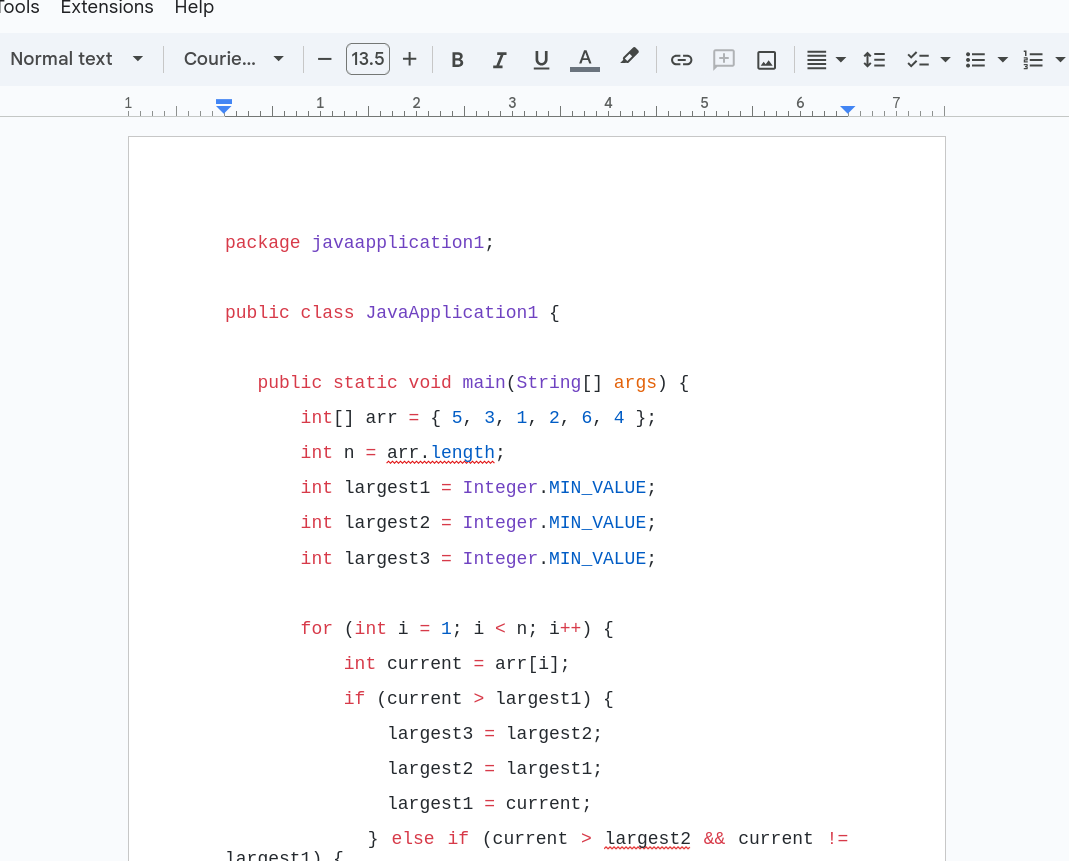 Tools Extensions Help
Normal text Courie... 13.5 B I U A
1 1 2 3 4 5 6 7
package javaapplication1;
public class JavaApplication1 {
public static void main(String[] args) {
int[] arr = { 5, 3, 1, 2, 6, 4 };
int n = arr.length;
int largest1 = Integer.MIN_VALUE;
int largest2 = Integer.MIN_VALUE;
int largest3 = Integer.MIN_VALUE;
for (int i = 1; i < n; i++) {
int current = arr[i];
if (current > largest1) {
largest3 = largest2;
largest2 = largest1;
largest1 = current;
} else if (current > largest2 && current !=
largest1) {